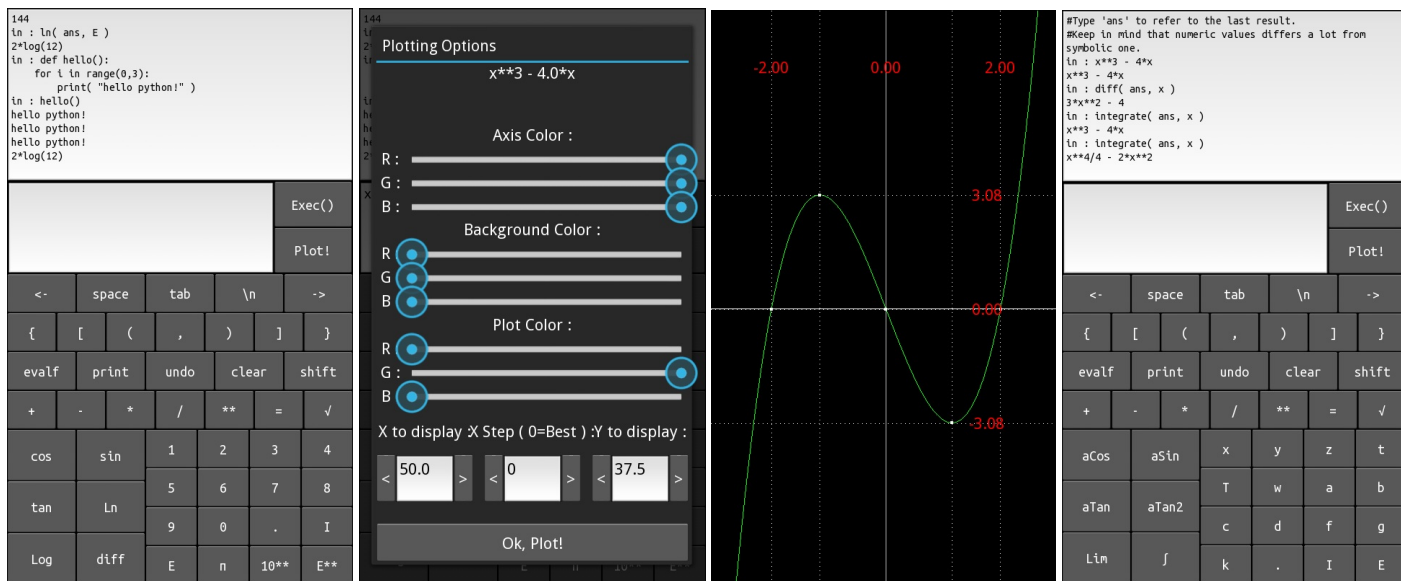 144
in : ln( ans, E )
2*log(12)
in : def hello():
    for i in range(0,3):
        print( "hello python!" )
in : hello()
hello python!
hello python!
hello python!
2*log(12)
Exec()
Plot!
<- space tab \n ->
{ [ ( , ) ] }
evalf print undo clear shift
+ - * / ** = √
cos sin 1 2 3 4
5 6 7 8
tan Ln
9 0 . I
Log diff
E π 10** E**
144
Plotting Options
x**3 - 4.0*x
Axis Color :
R :
G :
B :
Background Color :
R
G
B
Plot Color :
R
G :
B
X to display :X Step ( 0=Best ) :Y to display :
< 50.0 > < 0 > < 37.5 >
Ok, Plot!
-2.00 0.00 2.00
3.08
0.00
-3.08
#Type 'ans' to refer to the last result.
#Keep in mind that numeric values differs a lot from
symbolic one.
in : x**3 - 4*x
x**3 - 4*x
in : diff( ans, x )
3*x**2 - 4
in : integrate( ans, x )
x**3 - 4*x
in : integrate( ans, x )
x**4/4 - 2*x**2
Exec()
Plot!
<- space tab \n ->
{ [ ( , ) ] }
evalf print undo clear shift
+ - * / ** = √
aCos aSin x y z t
T w a b
aTan aTan2
c d f g
Lim ∫
k . I E